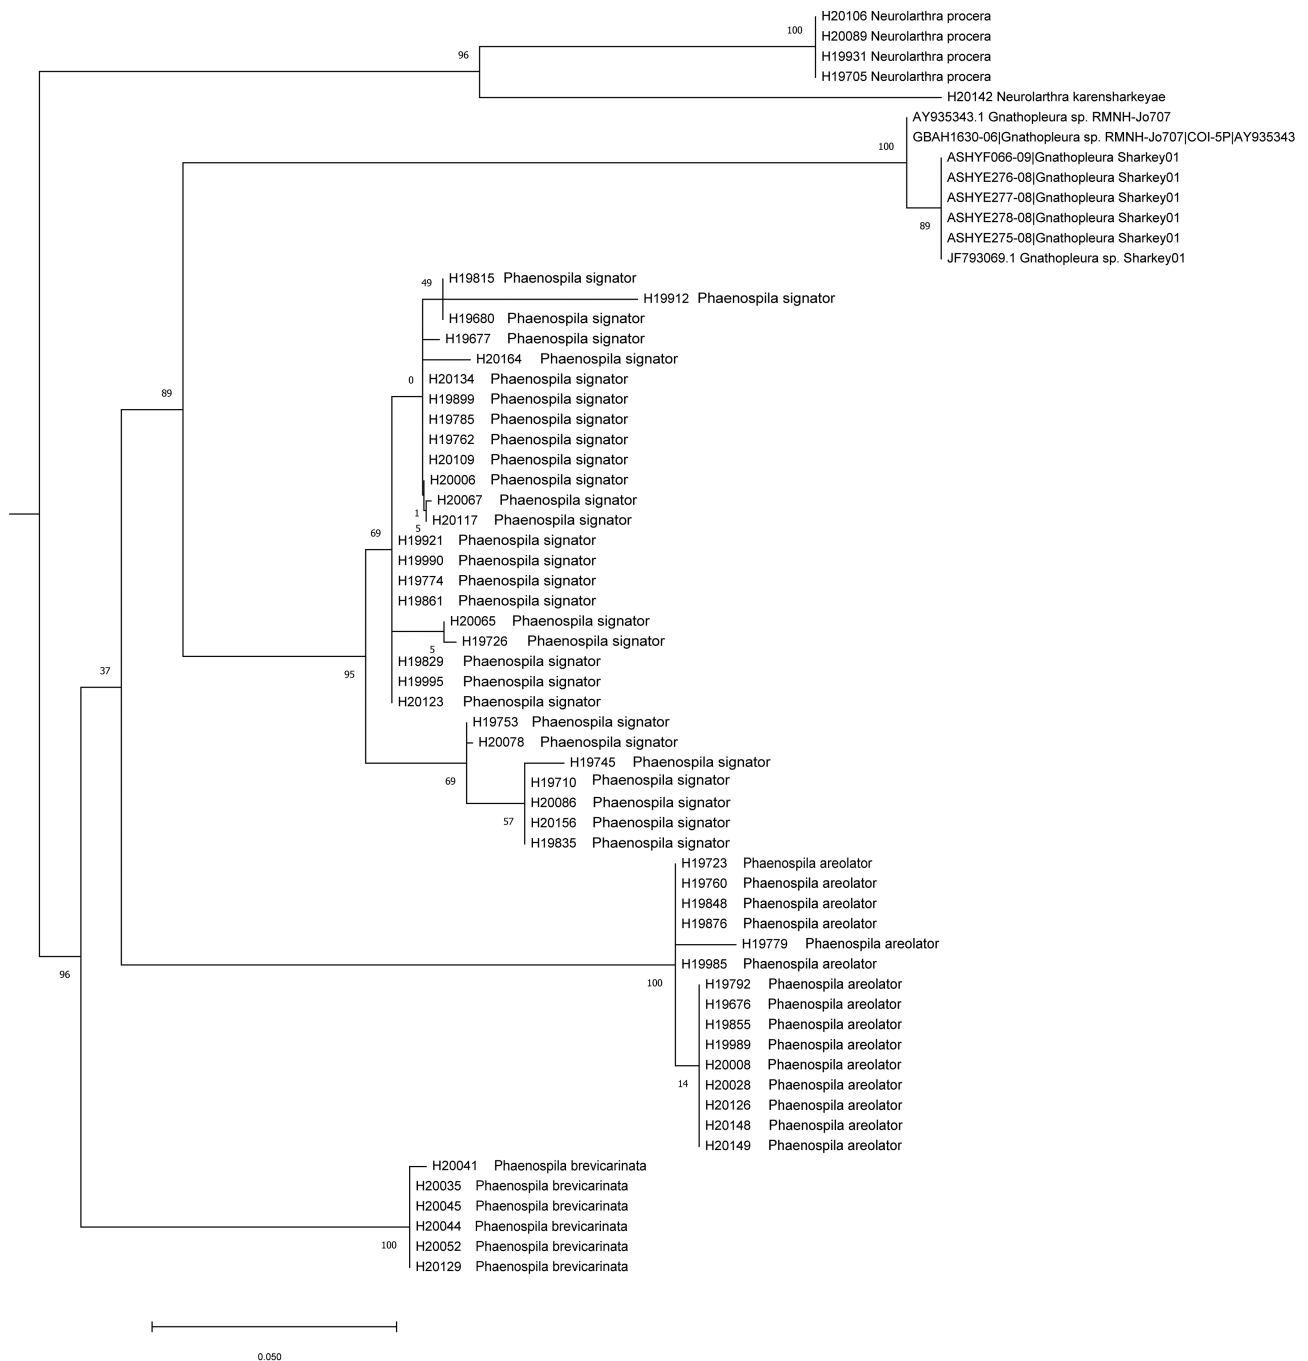 H20106 Neurolarthra procera
100
H20089 Neurolarthra procera
96
H19931 Neurolarthra procera
H19705 Neurolarthra procera
H20142 Neurolarthra karensharkeyae
AY935343.1 Gnathopleura sp. RMNH-Jo707
GBAH1630-06|Gnathopleura sp. RMNH-Jo707|COI-5P|AY935343
100
ASHYF066-09|Gnathopleura Sharkey01
ASHYE276-08|Gnathopleura Sharkey01
ASHYE277-08|Gnathopleura Sharkey01
ASHYE278-08|Gnathopleura Sharkey01
89
ASHYE275-08|Gnathopleura Sharkey01
JF793069.1 Gnathopleura sp. Sharkey01
H19815 Phaenospila signator
49
H19912 Phaenospila signator
H19680 Phaenospila signator
H19677 Phaenospila signator
H20164 Phaenospila signator
0
H20134 Phaenospila signator
89
H19899 Phaenospila signator
H19785 Phaenospila signator
H19762 Phaenospila signator
H20109 Phaenospila signator
H20006 Phaenospila signator
H20067 Phaenospila signator
1
H20117 Phaenospila signator
5
69
H19921 Phaenospila signator
H19990 Phaenospila signator
H19774 Phaenospila signator
H19861 Phaenospila signator
H20065 Phaenospila signator
H19726 Phaenospila signator
5
H19829 Phaenospila signator
37
95
H19995 Phaenospila signator
H20123 Phaenospila signator
H19753 Phaenospila signator
H20078 Phaenospila signator
H19745 Phaenospila signator
69
H19710 Phaenospila signator
H20086 Phaenospila signator
57
H20156 Phaenospila signator
H19835 Phaenospila signator
H19723 Phaenospila areolator
H19760 Phaenospila areolator
H19848 Phaenospila areolator
H19876 Phaenospila areolator
H19779 Phaenospila areolator
H19985 Phaenospila areolator
96
100
H19792 Phaenospila areolator
H19676 Phaenospila areolator
H19855 Phaenospila areolator
H19989 Phaenospila areolator
H20008 Phaenospila areolator
14
H20028 Phaenospila areolator
H20126 Phaenospila areolator
H20148 Phaenospila areolator
H20149 Phaenospila areolator
H20041 Phaenospila brevicarinata
H20035 Phaenospila brevicarinata
H20045 Phaenospila brevicarinata
H20044 Phaenospila brevicarinata
100
H20052 Phaenospila brevicarinata
H20129 Phaenospila brevicarinata
0.050